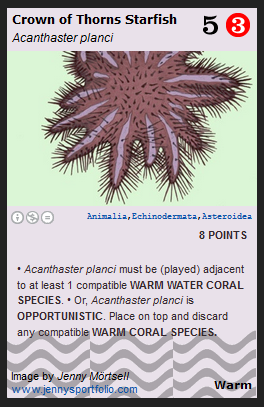 Crown of Thorns Starfish
Acanthaster planci
5 3
Animalia,Echinodermata,Asteroidea
8 POINTS
• Acanthaster planci must be (played) adjacent
to at least 1 compatible WARM WATER CORAL
SPECIES. • Or, Acanthaster planci is
OPPORTUNISTIC. Place on top and discard
any compatible WARM CORAL SPECIES.
Image by Jenny Mörtsell
www.jennysportfolio.com
Warm